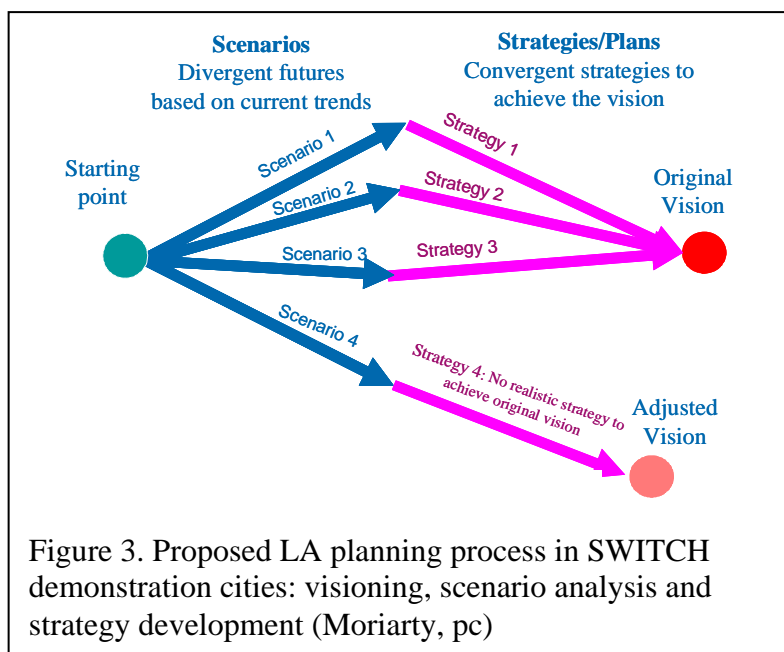 Scenarios
Divergent futures
based on current trends
Strategies/Plans
Convergent strategies to
achieve the vision
Starting
point
Scenario 1
Scenario 2
Scenario 3
Scenario 4
Strategy 1
Strategy 2
Strategy 3
Strategy 4: No realistic strategy to
achieve original vision
Original
Vision
Adjusted
Vision
Figure 3. Proposed LA planning process in SWITCH
demonstration cities: visioning, scenario analysis and
strategy development (Moriarty, pc)